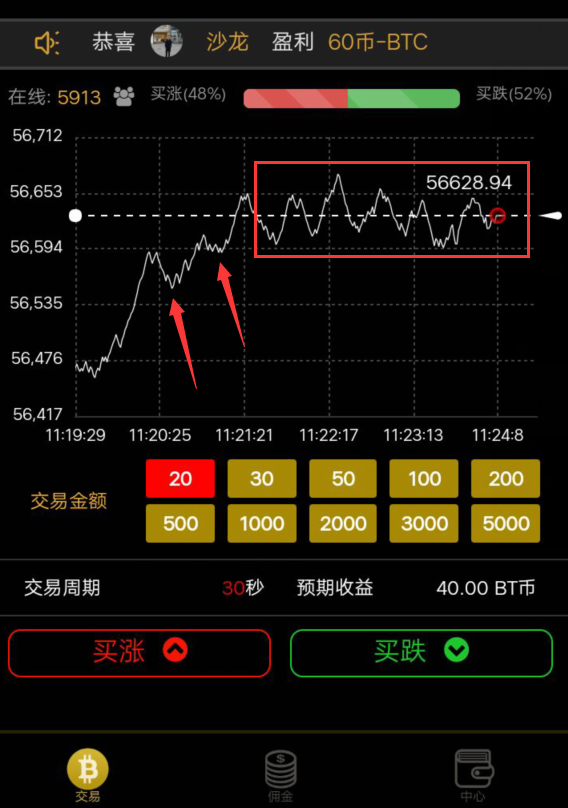 恭喜 沙龙 盈利 60币-BTC
在线: 5913 买涨(48%) 买跌(52%)
56,712
56,653
56628.94
56,594
56,535
56,476
56,417
11:19:29 11:20:25 11:21:21 11:22:17 11:23:13 11:24:8
交易金额
20 30 50 100 200
500 1000 2000 3000 5000
交易周期 30秒 预期收益 40.00 BT币
买涨 买跌
交易 佣金 中心